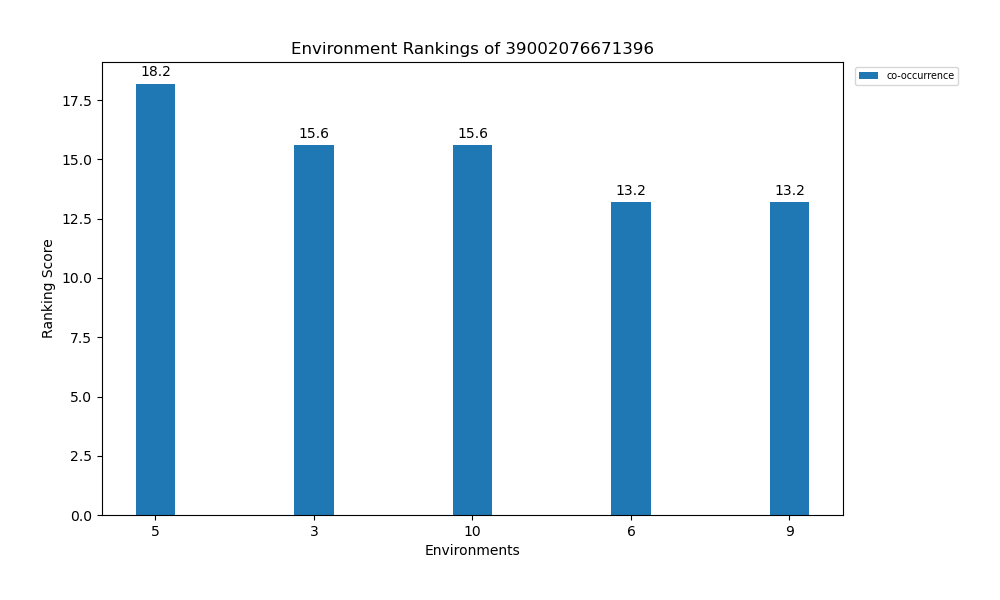 Environment Rankings of 39002076671396
co-occurrence
18.2
15.6
15.6
13.2
13.2
Ranking Score
17.5
15.0
12.5
10.0
7.5
5.0
2.5
0.0
5 3 10 6 9
Environments